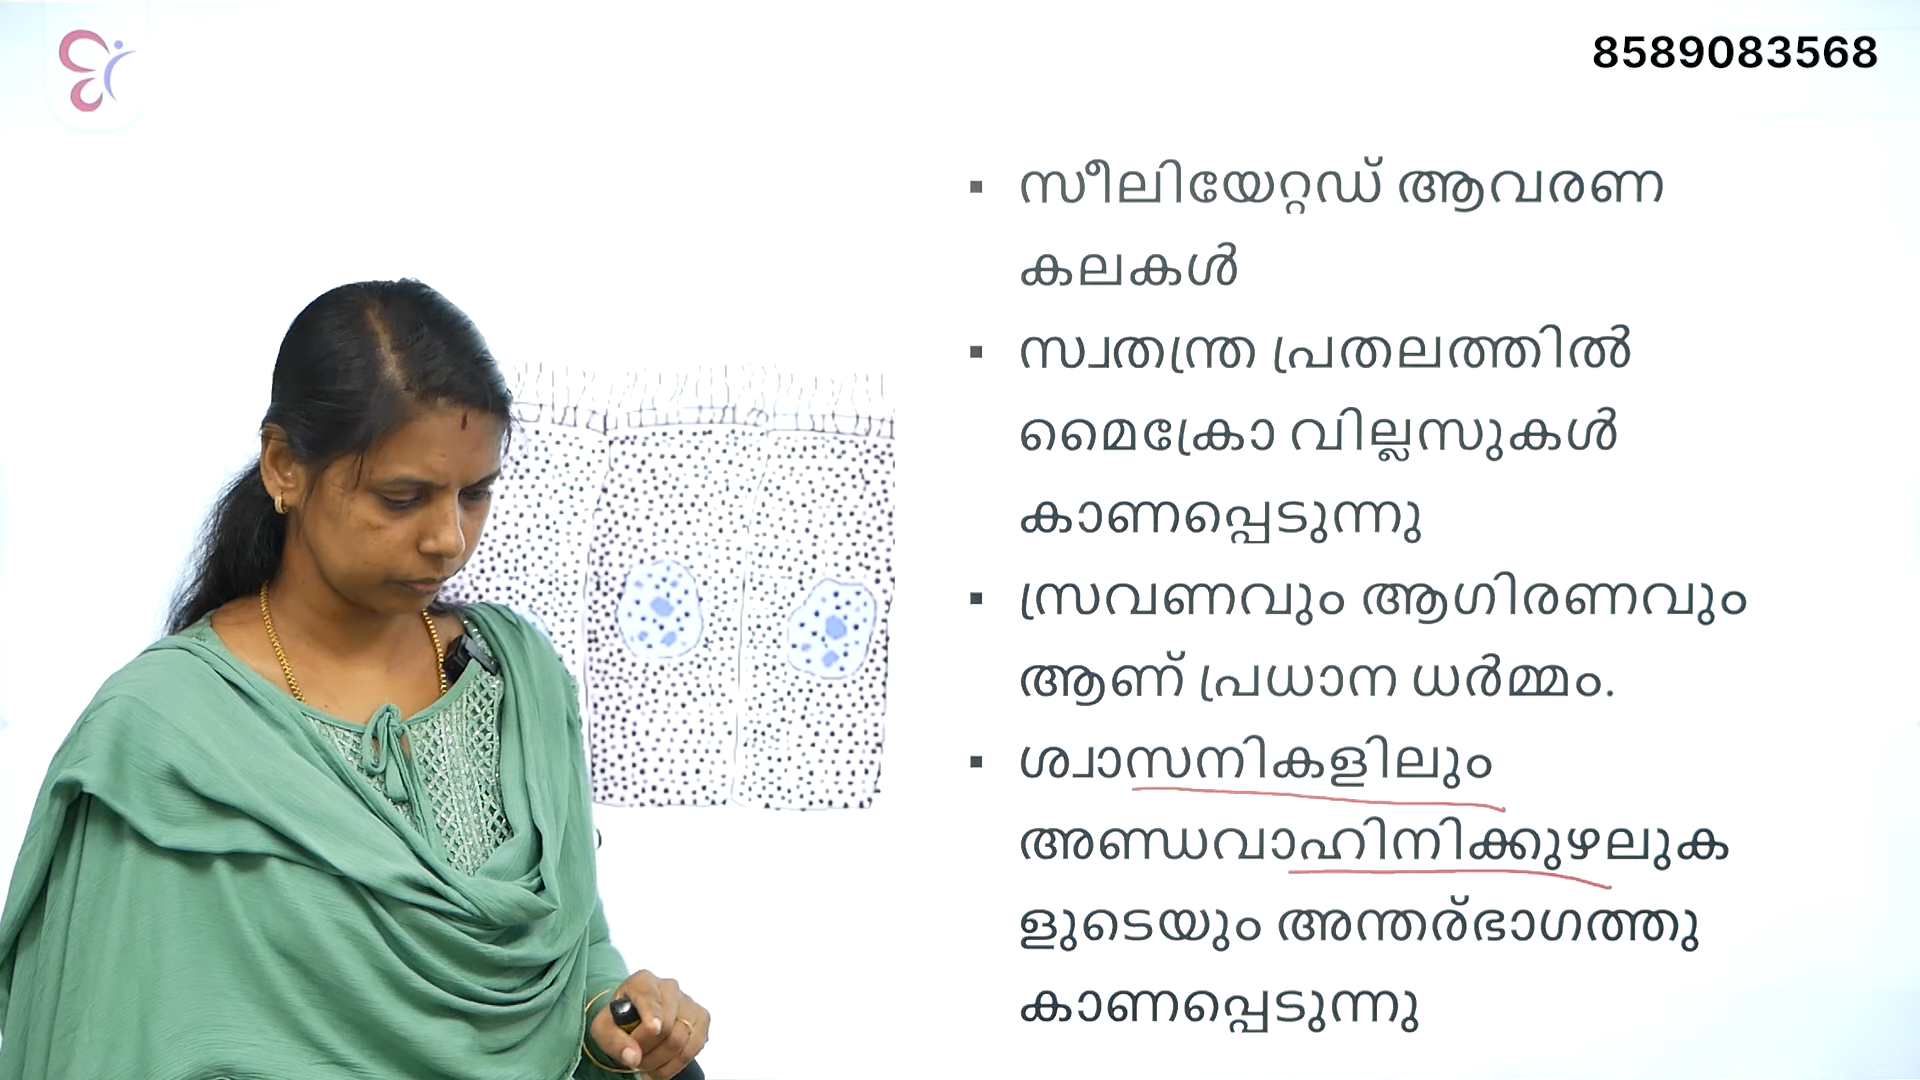 8589083568
▪ സീലിയേറ്റഡ് ആവരണ
കലകൾ
▪ സ്വതന്ത്ര പ്രതലത്തിൽ
മൈക്രോ വില്ലസുകൾ
കാണപ്പെടുന്നു
▪ സ്രവണവും ആഗിരണവും
ആണ് പ്രധാന ധർമ്മം.
▪ ശ്വാസനികളിലും
അണ്ഡവാഹിനിക്കുഴലുക
ളുടെയും അന്തര്ഭാഗത്തു
കാണപ്പെടുന്നു